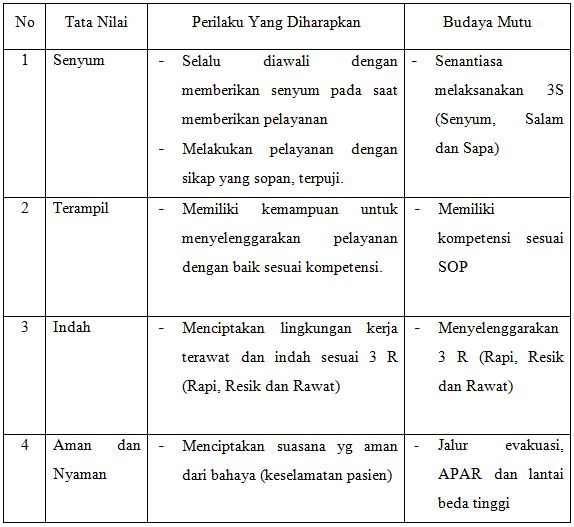 No Tata Nilai Perilaku Yang Diharapkan Budaya Mutu
1 Senyum - Selalu diawali dengan - Senantiasa
memberikan senyum pada saat melaksanakan 3S
memberikan pelayanan (Senyum, Salam
- Melakukan pelayanan dengan dan Sapa)
sikap yang sopan, terpuji.
2 Terampil - Memiliki kemampuan untuk - Memiliki
menyelenggarakan pelayanan kompetensi sesuai
dengan baik sesuai kompetensi. SOP
3 Indah - Menciptakan lingkungan kerja - Menyelenggarakan
terawat dan indah sesuai 3 R 3 R (Rapi, Resik
(Rapi, Resik dan Rawat) dan Rawat)
4 Aman dan - Menciptakan suasana yg aman - Jalur evakuasi,
Nyaman dari bahaya (keselamatan pasien) APAR dan lantai
beda tinggi